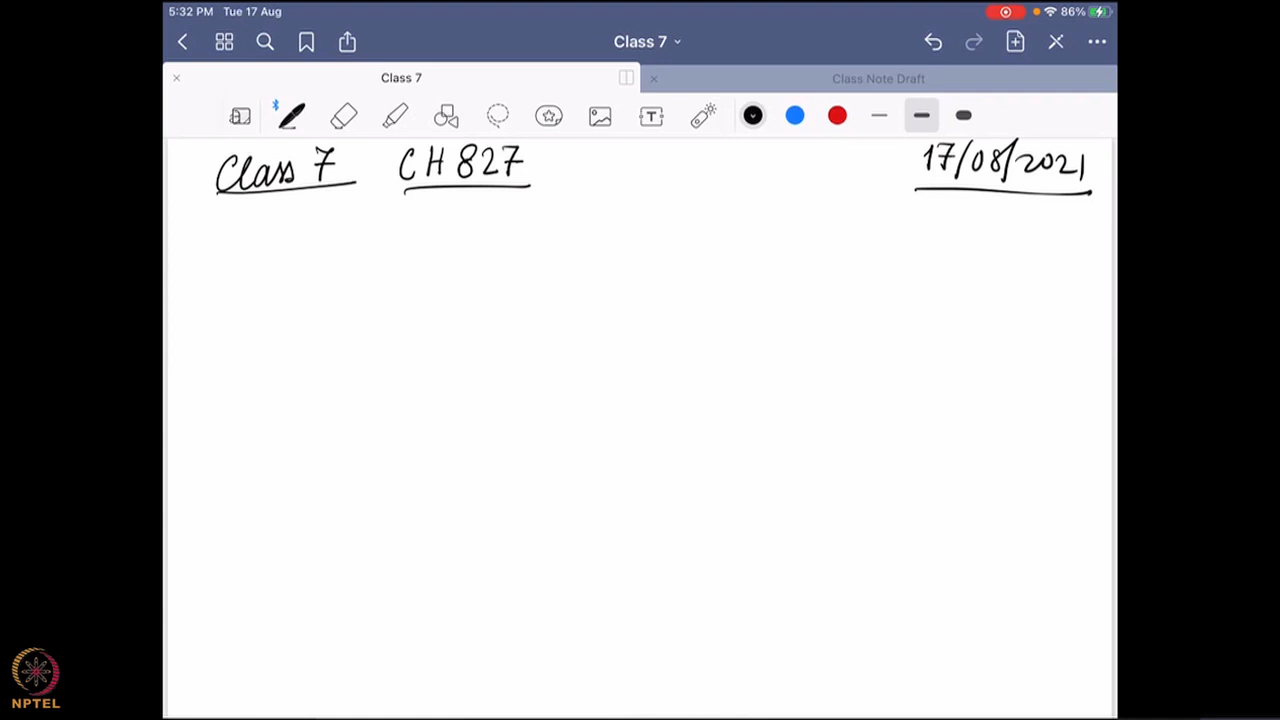 5:32 PM Tue 17 Aug 86%
Class 7
Class 7 Class Note Draft
T
Class 7 CH 827 17/08/2021
NPTEL